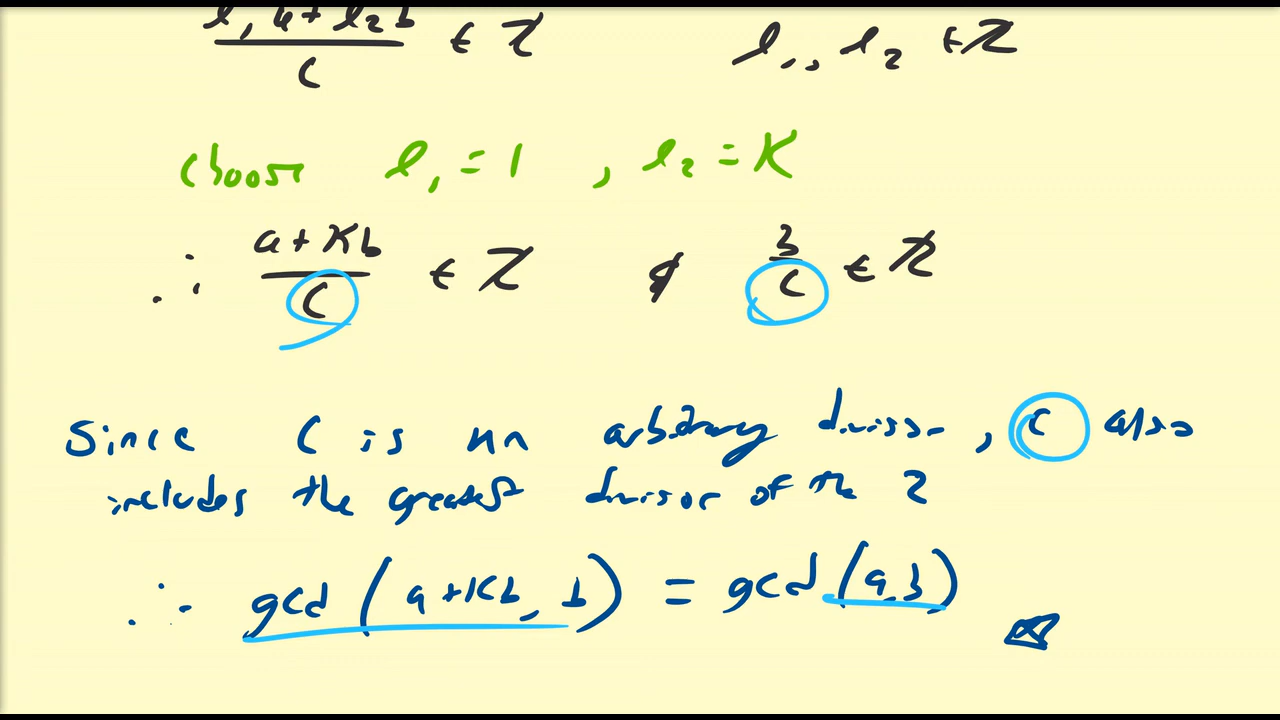 l₁a + l₂b / c ∈ ℤ l₁, l₂ ∈ ℤ
choose l₁ = 1 , l₂ = K
∴ a + Kb / c ∈ ℤ & b / c ∈ ℤ
Since C is an arbitrary divisor , c also
includes the greatest divisor of the 2
∴ gcd ( a + Kb, b ) = gcd (a, b)